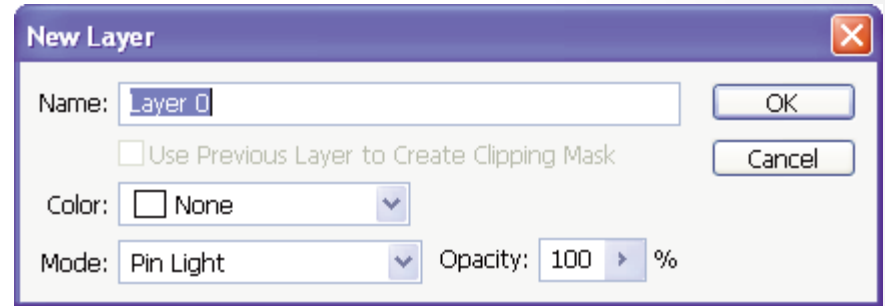 New Layer
Name: Layer 0
OK
Use Previous Layer to Create Clipping Mask
Cancel
Color: None
Mode: Pin Light Opacity: 100 %